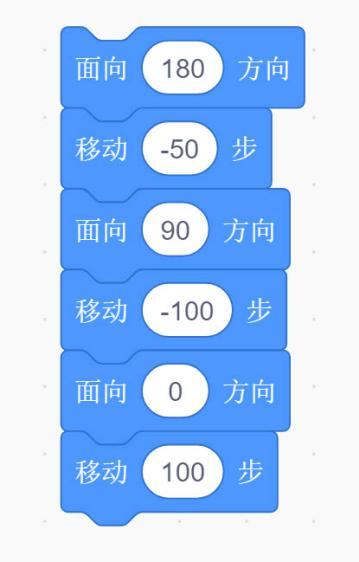 面向 180 方向
移动 -50 步
面向 90 方向
移动 -100 步
面向 0 方向
移动 100 步